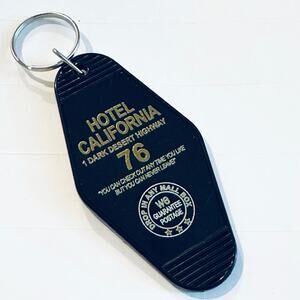 HOTEL
CALIFORNIA
1 DARK DESERT HIGHWAY
76
"YOU CAN CHECK OUT ANY TIME YOU LIKE
BUT YOU CAN NEVER LEAVE"
DROP IN ANY MAIL BOX
WE
GUARANTEE
POSTAGE